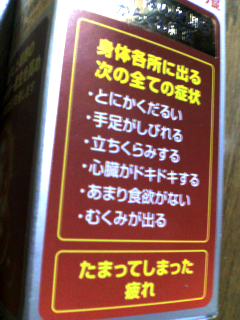 身体各所に出る
次の全ての症状
・とにかくだるい
・手足がしびれる
・立ちくらみする
・心臓がドキドキする
・あまり食欲がない
・むくみが出る
たまってしまった
疲れ